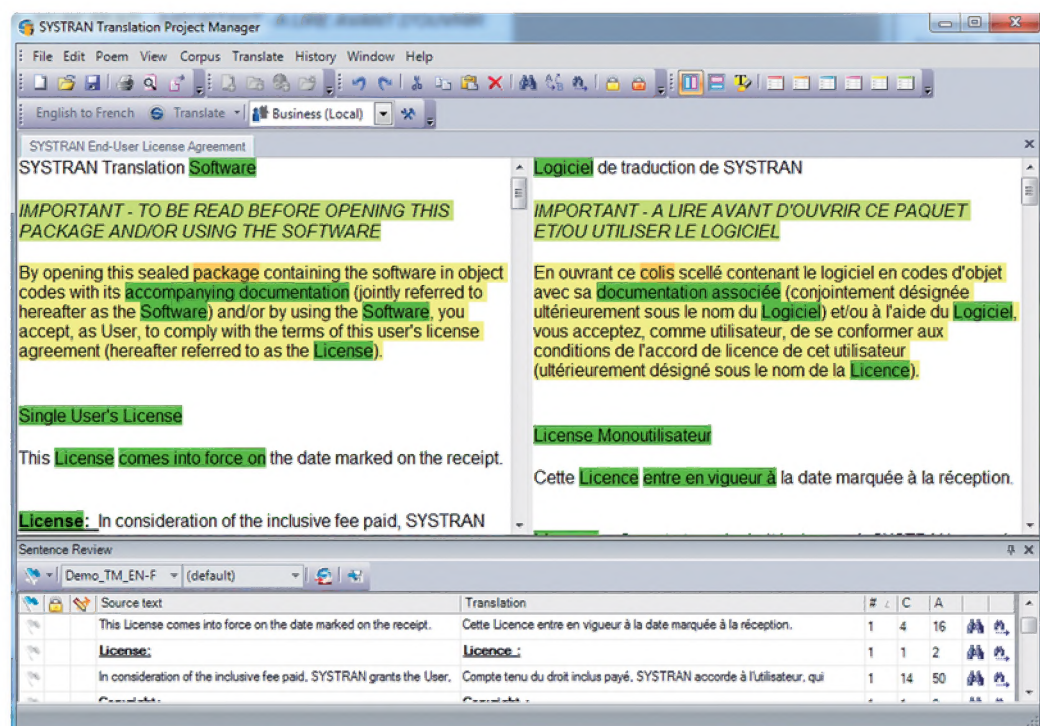 SYSTRAN Translation Project Manager
File Edit Poem View Corpus Translate History Window Help
English to French Translate Business (Local)
SYSTRAN End-User License Agreement
SYSTRAN Translation Software
IMPORTANT - TO BE READ BEFORE OPENING THIS
PACKAGE AND/OR USING THE SOFTWARE
By opening this sealed package containing the software in object
codes with its accompanying documentation (jointly referred to
hereafter as the Software) and/or by using the Software, you
accept, as User, to comply with the terms of this user's license
agreement (hereafter referred to as the License).
Single User's License
This License comes into force on the date marked on the receipt.
License: In consideration of the inclusive fee paid, SYSTRAN
Logiciel de traduction de SYSTRAN
IMPORTANT - A LIRE AVANT D'OUVRIR CE PAQUET
ET/OU UTILISER LE LOGICIEL
En ouvrant ce colis scellé contenant le logiciel en codes d'objet
avec sa documentation associée (conjointement désignée
ultérieurement sous le nom du Logiciel) et/ou à l'aide du Logiciel,
vous acceptez, comme utilisateur, de se conformer aux
conditions de l'accord de licence de cet utilisateur
(ultérieurement désigné sous le nom de la Licence).
License Monoutilisateur
Cette Licence entre en vigueur à la date marquée à la réception.
Sentence Review
Demo_TM_EN-F (default)
Source text Translation # C A
This License comes into force on the date marked on the receipt. Cette Licence entre en vigueur à la date marquée à la réception. 1 4 16
License: Licence : 1 1 2
In consideration of the inclusive fee paid, SYSTRAN grants the User, Compte tenu du droit inclus payé, SYSTRAN accorde à l'utilisateur, qui 1 14 50